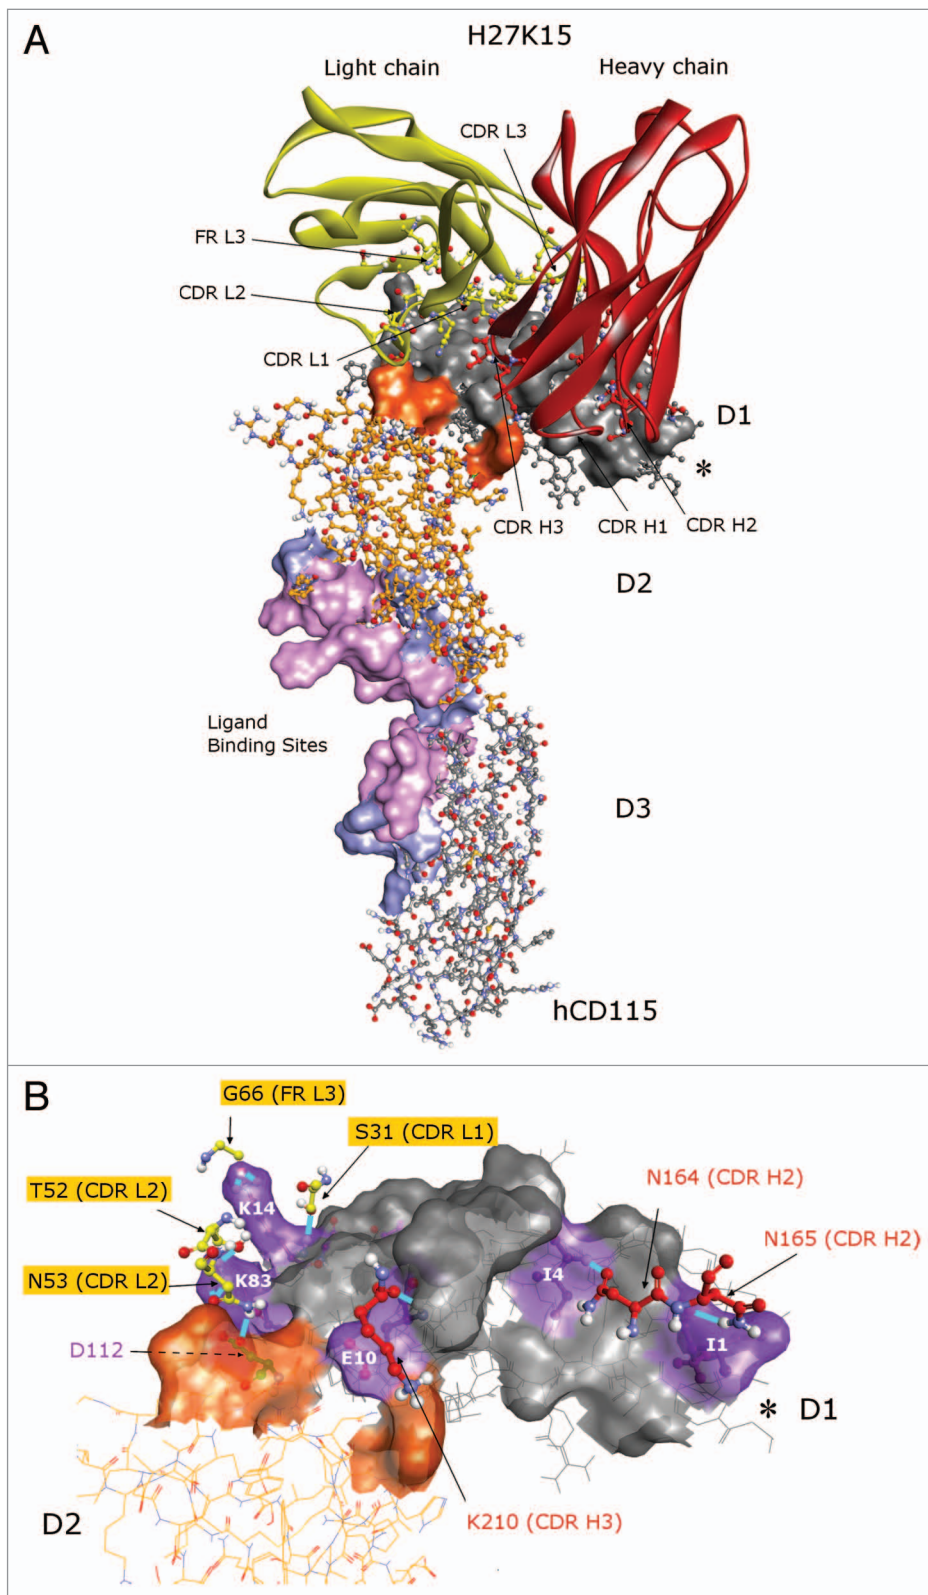 A
H27K15
Light chain
Heavy chain
CDR L3
FR L3
CDR L2
CDR L1
D1
*
CDR H3
CDR H1
CDR H2
D2
Ligand
Binding Sites
D3
hCD115
B
G66 (FR L3)
S31 (CDR L1)
N164 (CDR H2)
T52 (CDR L2)
K14
N165 (CDR H2)
N53 (CDR L2)
K83
I4
D112
E10
I1
* D1
D2
K210 (CDR H3)